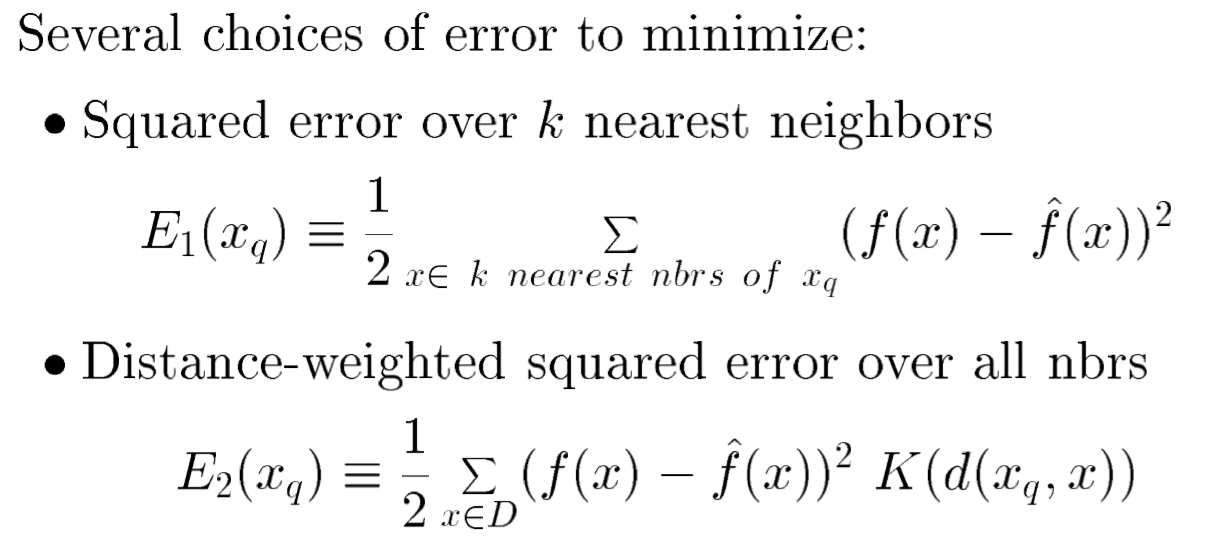 Several choices of error to minimize:
• Squared error over k nearest neighbors
E₁(x_q) ≡ 1/2 Σ_{x∈ k nearest nbrs of x_q} (f(x) − f̂(x))²
• Distance-weighted squared error over all nbrs
E₂(x_q) ≡ 1/2 Σ_{x∈D} (f(x) − f̂(x))² K(d(x_q, x))